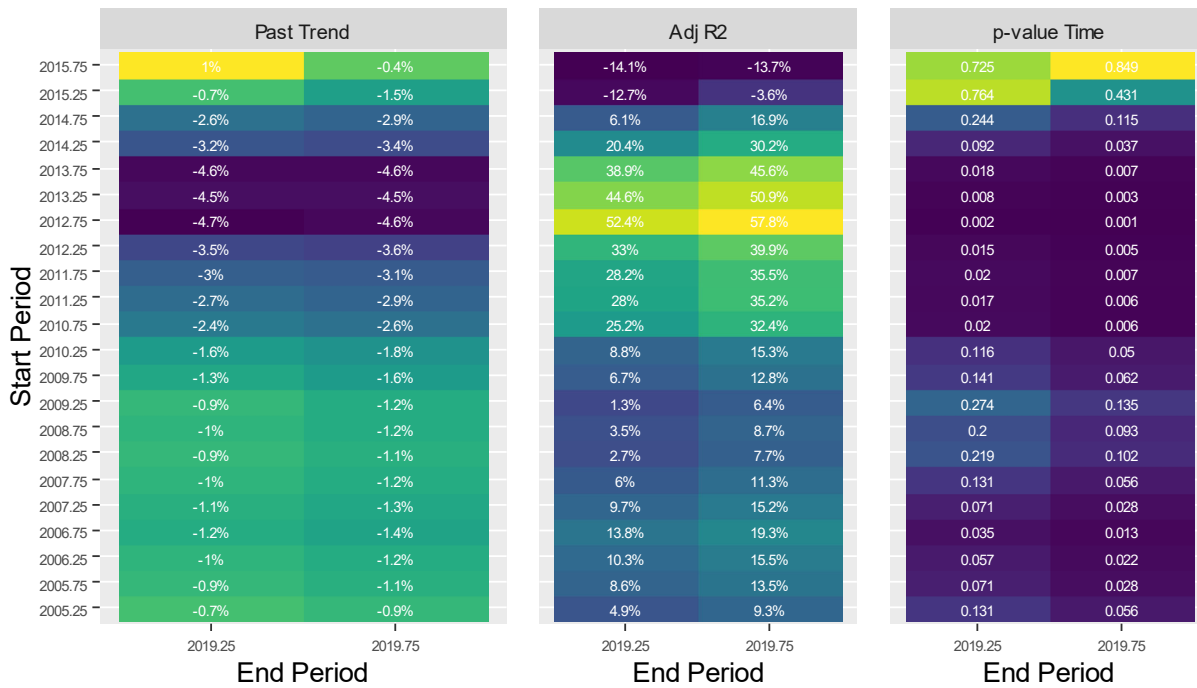 Past Trend Adj R2 p-value Time
2015.75 1% -0.4% -14.1% -13.7% 0.725 0.849
2015.25 -0.7% -1.5% -12.7% -3.6% 0.764 0.431
2014.75 -2.6% -2.9% 6.1% 16.9% 0.244 0.115
2014.25 -3.2% -3.4% 20.4% 30.2% 0.092 0.037
2013.75 -4.6% -4.6% 38.9% 45.6% 0.018 0.007
2013.25 -4.5% -4.5% 44.6% 50.9% 0.008 0.003
2012.75 -4.7% -4.6% 52.4% 57.8% 0.002 0.001
2012.25 -3.5% -3.6% 33% 39.9% 0.015 0.005
2011.75 -3% -3.1% 28.2% 35.5% 0.02 0.007
2011.25 -2.7% -2.9% 28% 35.2% 0.017 0.006
2010.75 -2.4% -2.6% 25.2% 32.4% 0.02 0.006
2010.25 -1.6% -1.8% 8.8% 15.3% 0.116 0.05
2009.75 -1.3% -1.6% 6.7% 12.8% 0.141 0.062
2009.25 -0.9% -1.2% 1.3% 6.4% 0.274 0.135
2008.75 -1% -1.2% 3.5% 8.7% 0.2 0.093
2008.25 -0.9% -1.1% 2.7% 7.7% 0.219 0.102
2007.75 -1% -1.2% 6% 11.3% 0.131 0.056
2007.25 -1.1% -1.3% 9.7% 15.2% 0.071 0.028
2006.75 -1.2% -1.4% 13.8% 19.3% 0.035 0.013
2006.25 -1% -1.2% 10.3% 15.5% 0.057 0.022
2005.75 -0.9% -1.1% 8.6% 13.5% 0.071 0.028
2005.25 -0.7% -0.9% 4.9% 9.3% 0.131 0.056
Start Period
2019.25 2019.75 2019.25 2019.75 2019.25 2019.75
End Period End Period End Period